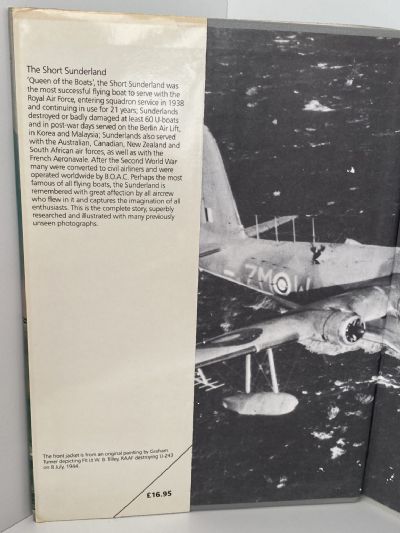 The Short Sunderland
'Queen of the Boats', the Short Sunderland was
the most successful flying boat to serve with the
Royal Air Force, entering squadron service in 1938
and continuing in use for 21 years; Sunderlands
destroyed or badly damaged at least 60 U-boats
and in post-war days served on the Berlin Air Lift,
in Korea and Malaysia; Sunderlands also served
with the Australian, Canadian, New Zealand and
South African air forces, as well as with the
French Aeronavale. After the Second World War
many were converted to civil airliners and were
operated worldwide by B.O.A.C. Perhaps the most
famous of all flying boats, the Sunderland is
remembered with great affection by all aircrew
who flew in it and captures the imagination of all
enthusiasts. This is the complete story, superbly
researched and illustrated with many previously
unseen photographs.
7M W
The front jacket is from an original painting by Graham
Turner depicting Flt Lt W. B. Tilley, RAAF destroying U-243
on 8 July, 1944.
£16.95